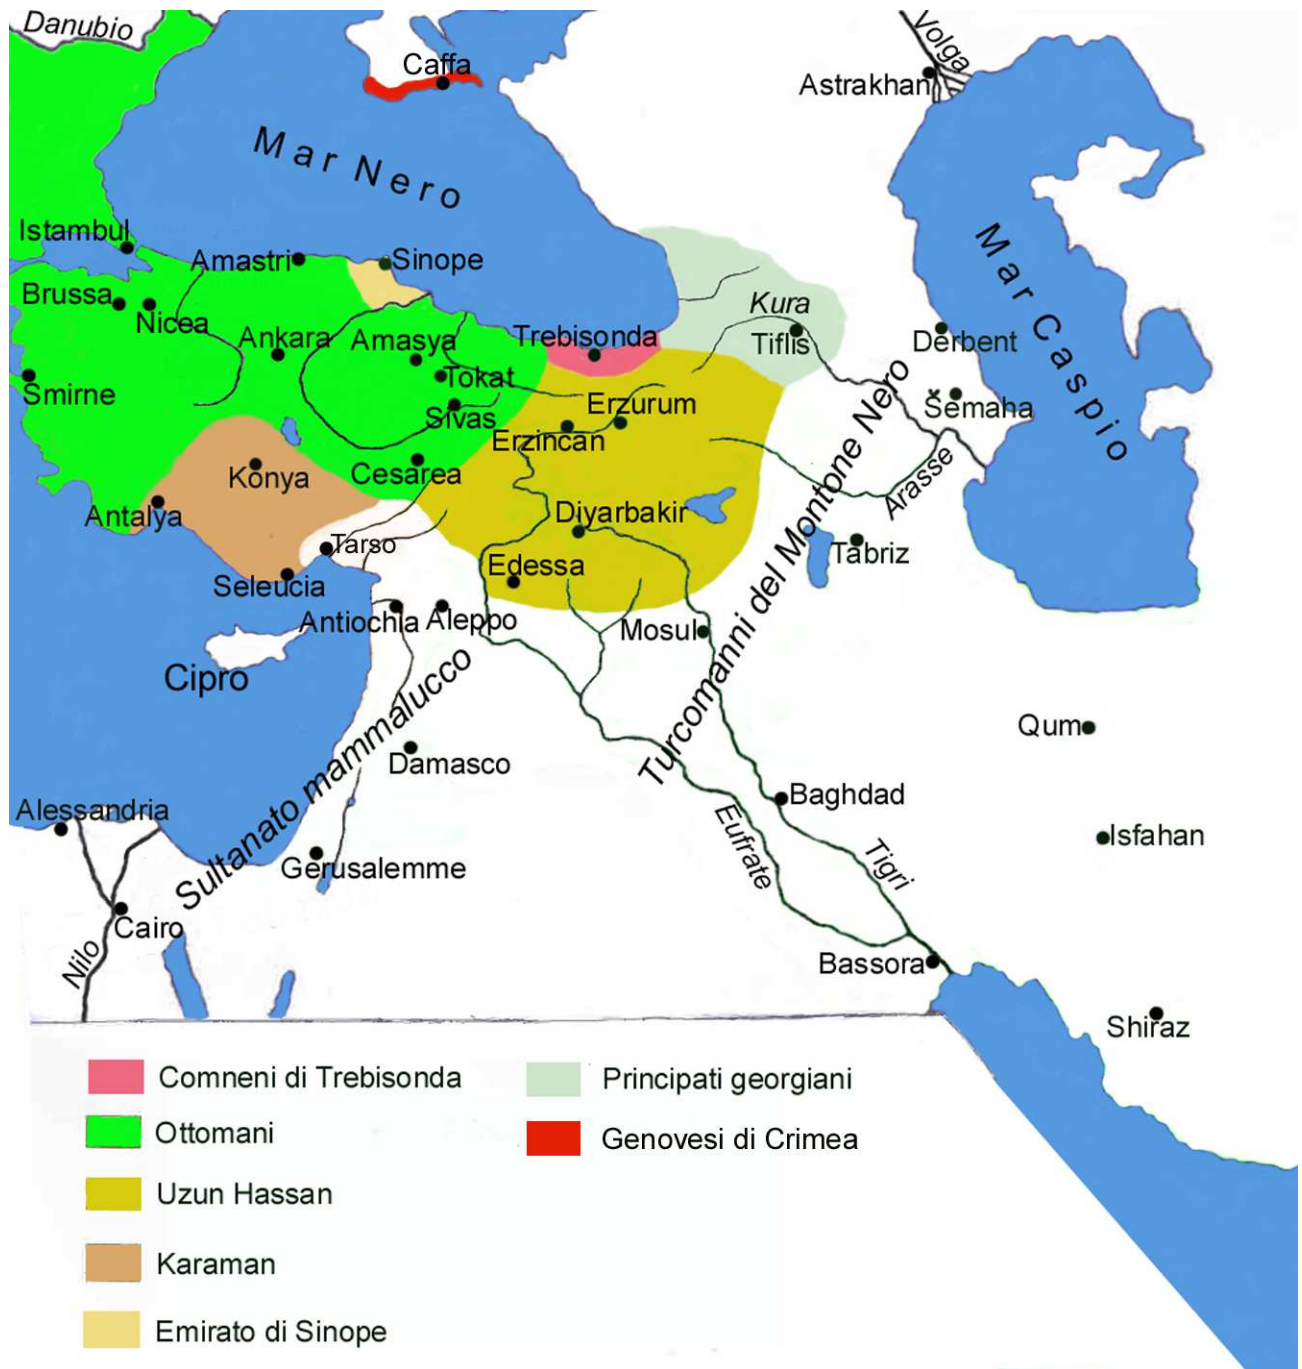 Danubio
Volga
Caffa
Astrakhan
Mar Nero
Istambul
Amastri
Sinope
Mar Caspio
Brussa
Nicea
Kura
Ankara
Amasya
Trebisonda
Tiflis
Derbent
Smirne
Tokat
Sivas
Erzurum
Erzincan
Šemaha
Konya
Cesarea
Arasse
Antalya
Diyarbakir
Tarso
Tabriz
Edessa
Seleucia
Antiochia
Aleppo
Mosul
Turcomanni del Montone Nero
Cipro
Sultanato mammalucco
Qum
Damasco
Alessandria
Baghdad
Isfahan
Eufrate
Tigri
Gerusalemme
Cairo
Nilo
Bassora
Shiraz
Comneni di Trebisonda
Ottomani
Uzun Hassan
Karaman
Emirato di Sinope
Principati georgiani
Genovesi di Crimea